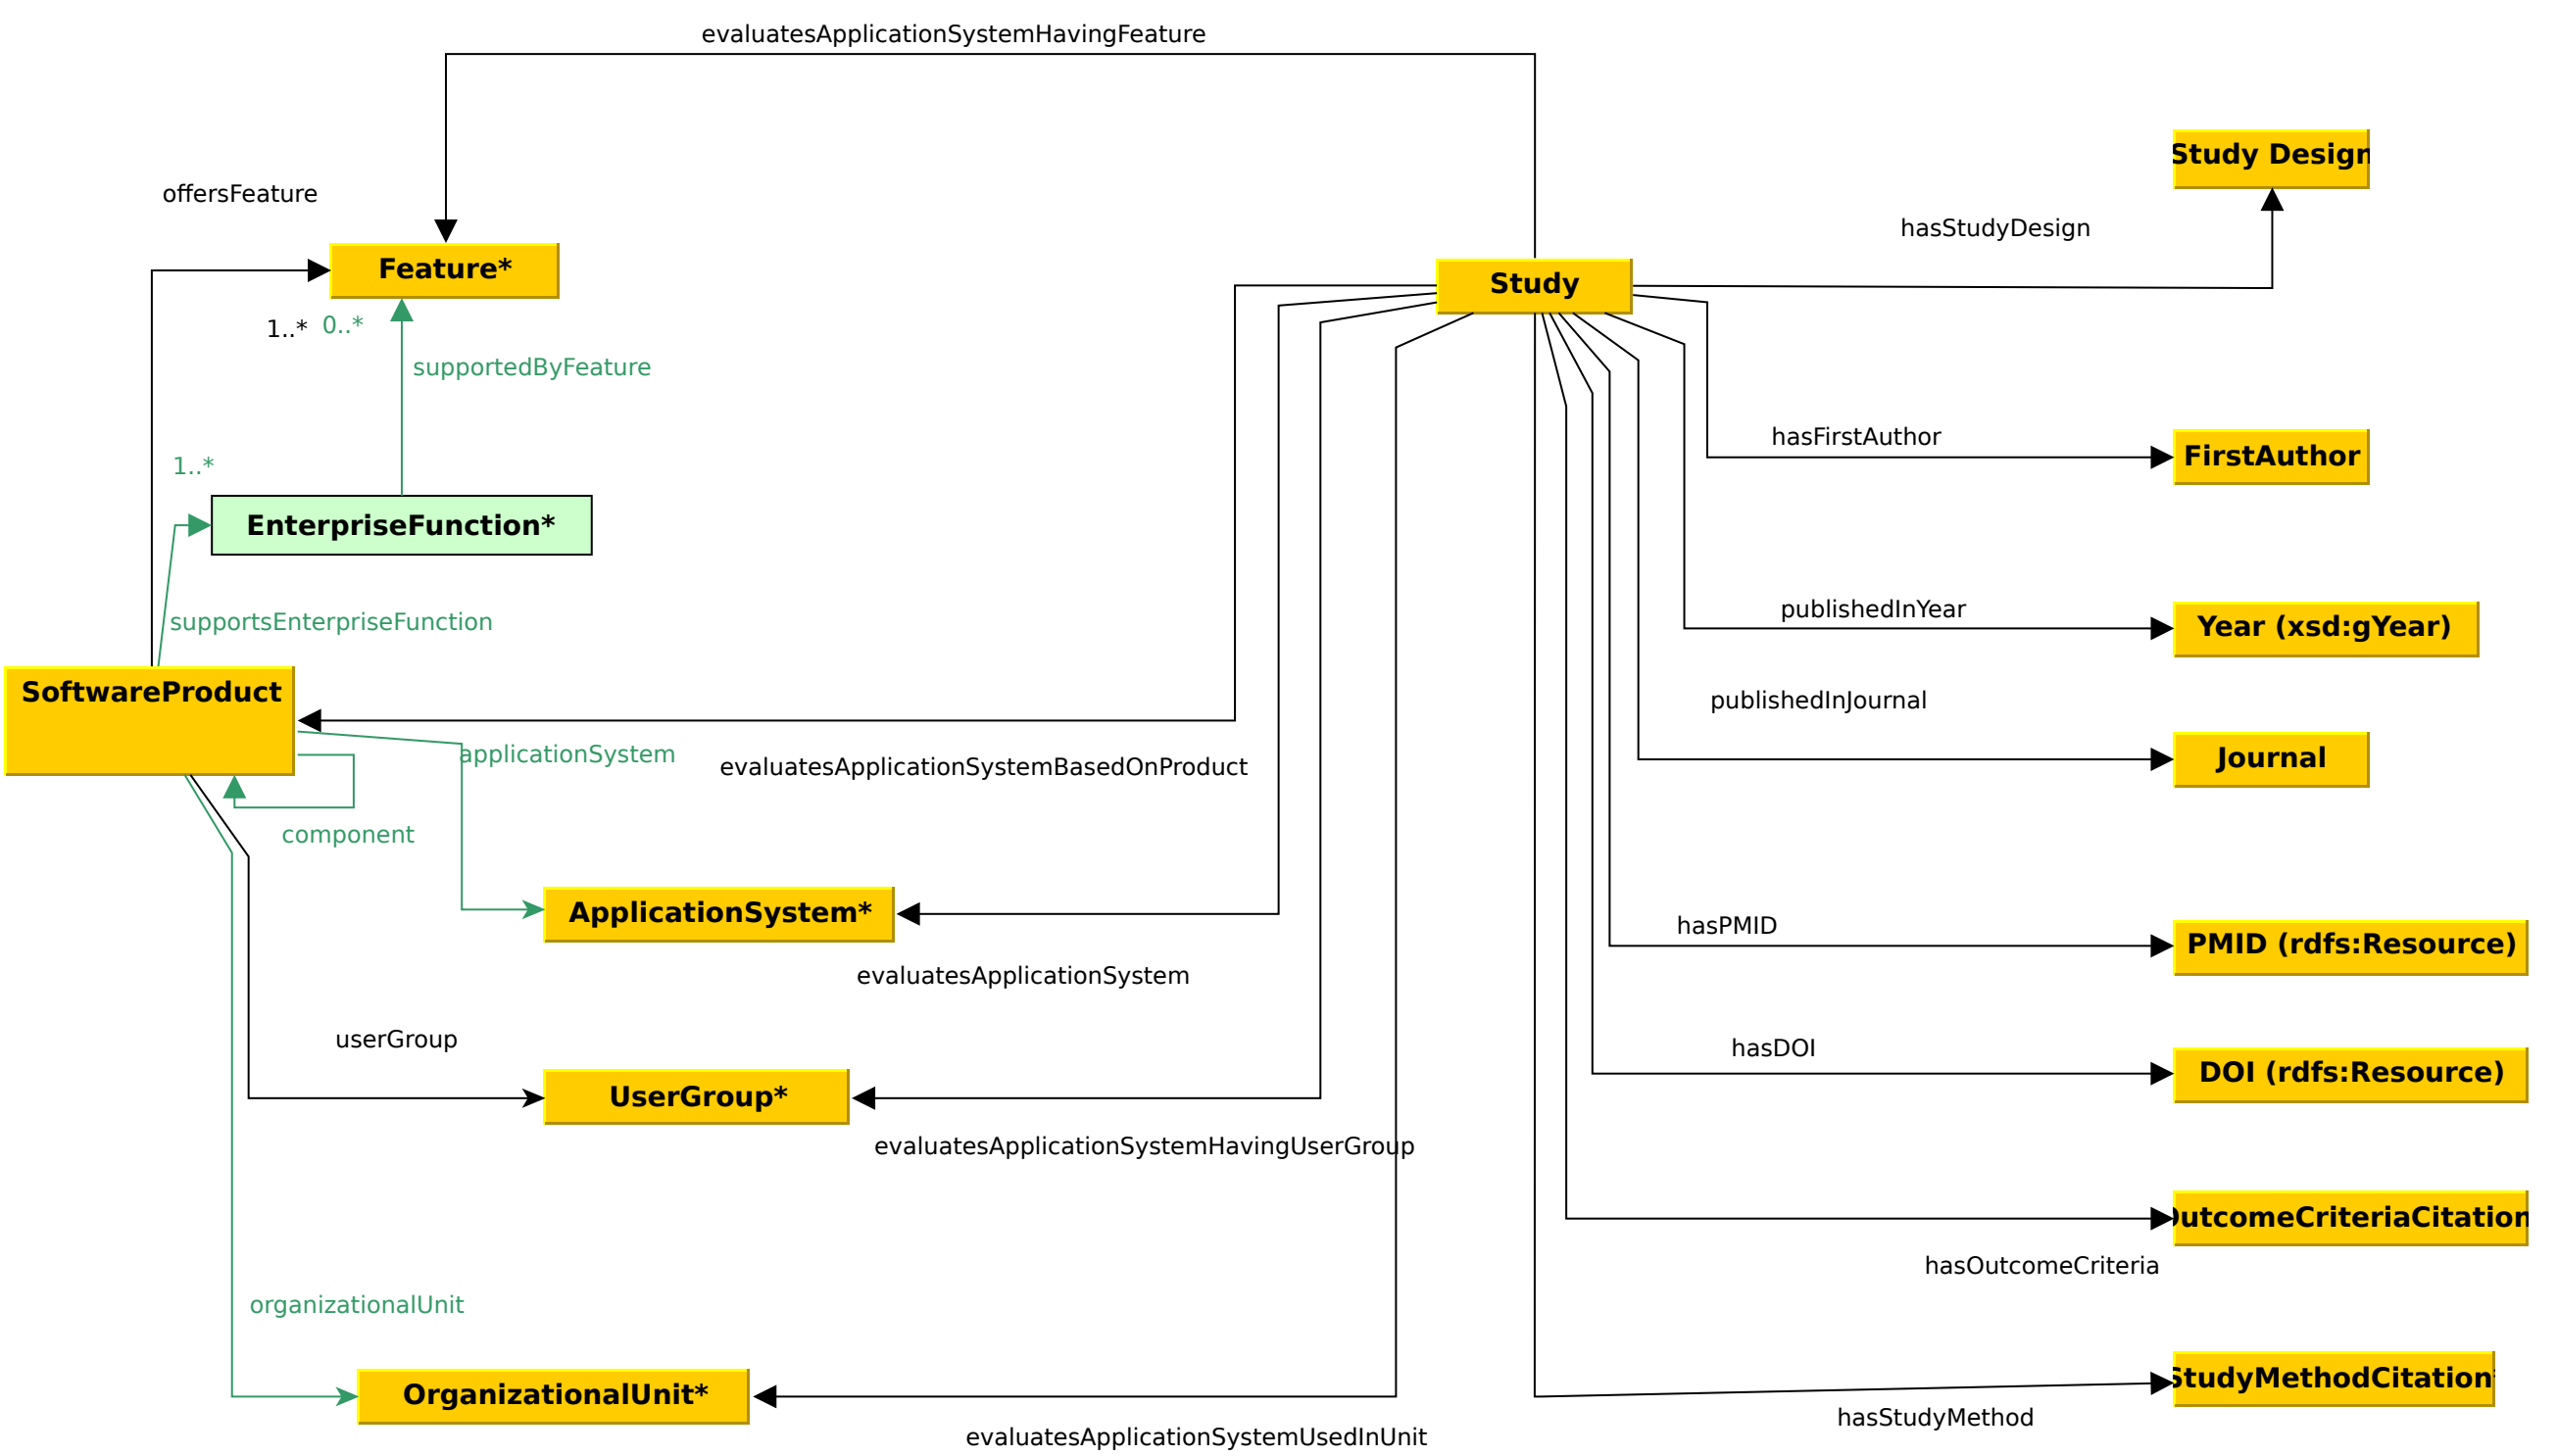 evaluatesApplicationSystemHavingFeature
Study Design
offersFeature
hasStudyDesign
Feature*
Study
1..*
0..*
supportedByFeature
hasFirstAuthor
FirstAuthor
1..*
EnterpriseFunction*
supportsEnterpriseFunction
publishedInYear
Year (xsd:gYear)
SoftwareProduct
publishedInJournal
applicationSystem
evaluatesApplicationSystemBasedOnProduct
Journal
component
ApplicationSystem*
hasPMID
PMID (rdfs:Resource)
evaluatesApplicationSystem
userGroup
hasDOI
DOI (rdfs:Resource)
UserGroup*
evaluatesApplicationSystemHavingUserGroup
OutcomeCriteriaCitation
hasOutcomeCriteria
organizationalUnit
OrganizationalUnit*
StudyMethodCitation*
hasStudyMethod
evaluatesApplicationSystemUsedInUnit